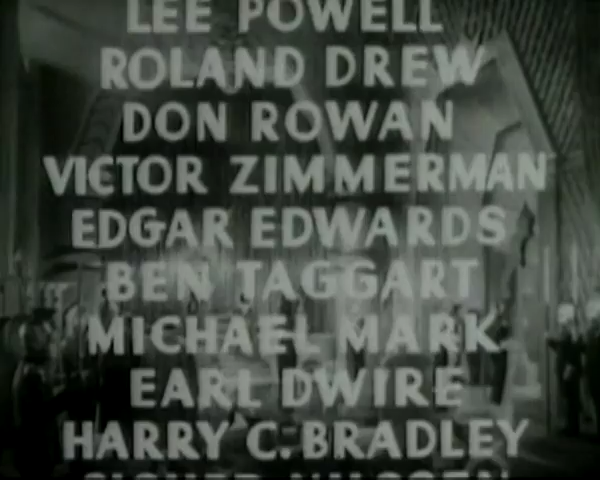 LEE POWELL
ROLAND DREW
DON ROWAN
VICTOR ZIMMERMAN
EDGAR EDWARDS
BEN TAGGART
MICHAEL MARK
EARL DWIRE
HARRY C. BRADLEY